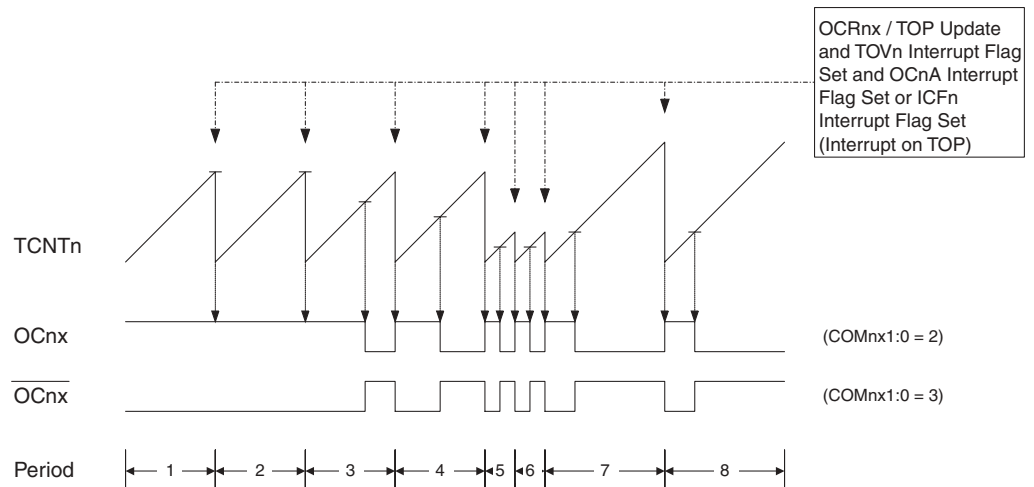 OCRnx / TOP Update
and TOVn Interrupt Flag
Set and OCnA Interrupt
Flag Set or ICFn
Interrupt Flag Set
(Interrupt on TOP)
TCNTn
OCnx
(COMnx1:0 = 2)
OCnx
(COMnx1:0 = 3)
Period 1 2 3 4 5 6 7 8